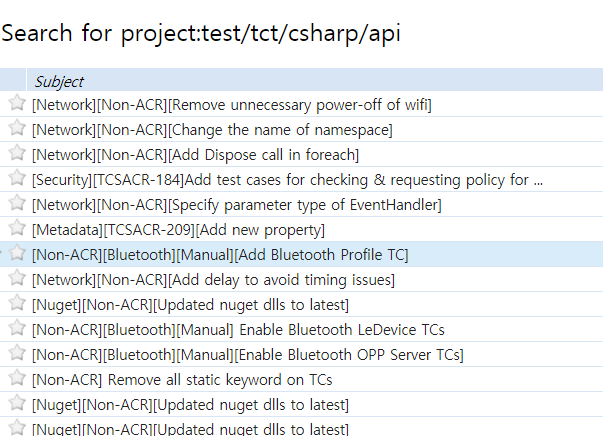 Search for project:test/tct/csharp/api
Subject
[Network][Non-ACR][Remove unnecessary power-off of wifi]
[Network][Non-ACR][Change the name of namespace]
[Network][Non-ACR][Add Dispose call in foreach]
[Security][TCSACR-184]Add test cases for checking & requesting policy for ...
[Network][Non-ACR][Specify parameter type of EventHandler]
[Metadata][TCSACR-209][Add new property]
[Non-ACR][Bluetooth][Manual][Add Bluetooth Profile TC]
[Network][Non-ACR][Add delay to avoid timing issues]
[Nuget][Non-ACR][Updated nuget dlls to latest]
[Non-ACR][Bluetooth][Manual] Enable Bluetooth LeDevice TCs
[Non-ACR][Bluetooth][Manual][Enable Bluetooth OPP Server TCs]
[Non-ACR] Remove all static keyword on TCs
[Nuget][Non-ACR][Updated nuget dlls to latest]
[Nuget][Non-ACR][Updated nuget dlls to latest]